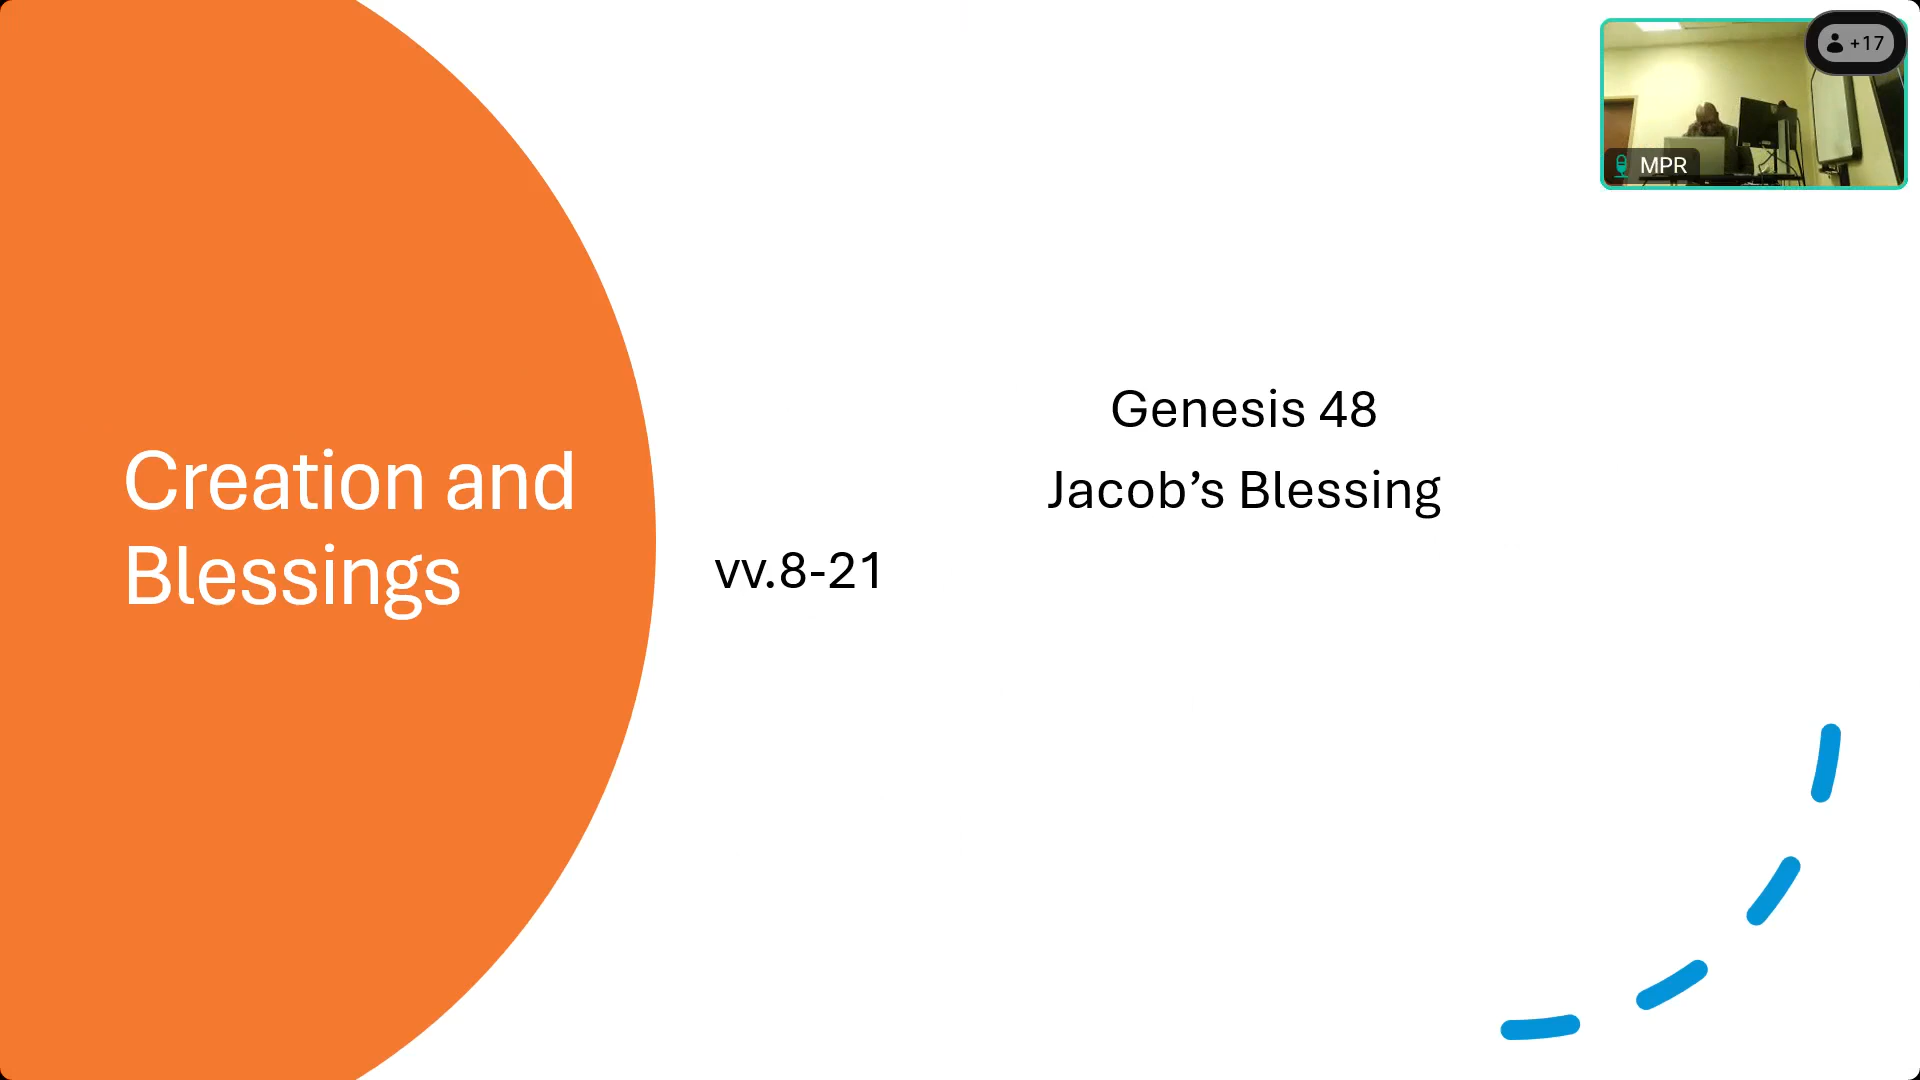 Creation and
Blessings
Genesis 48
Jacob’s Blessing
vv.8-21
+17
MPR